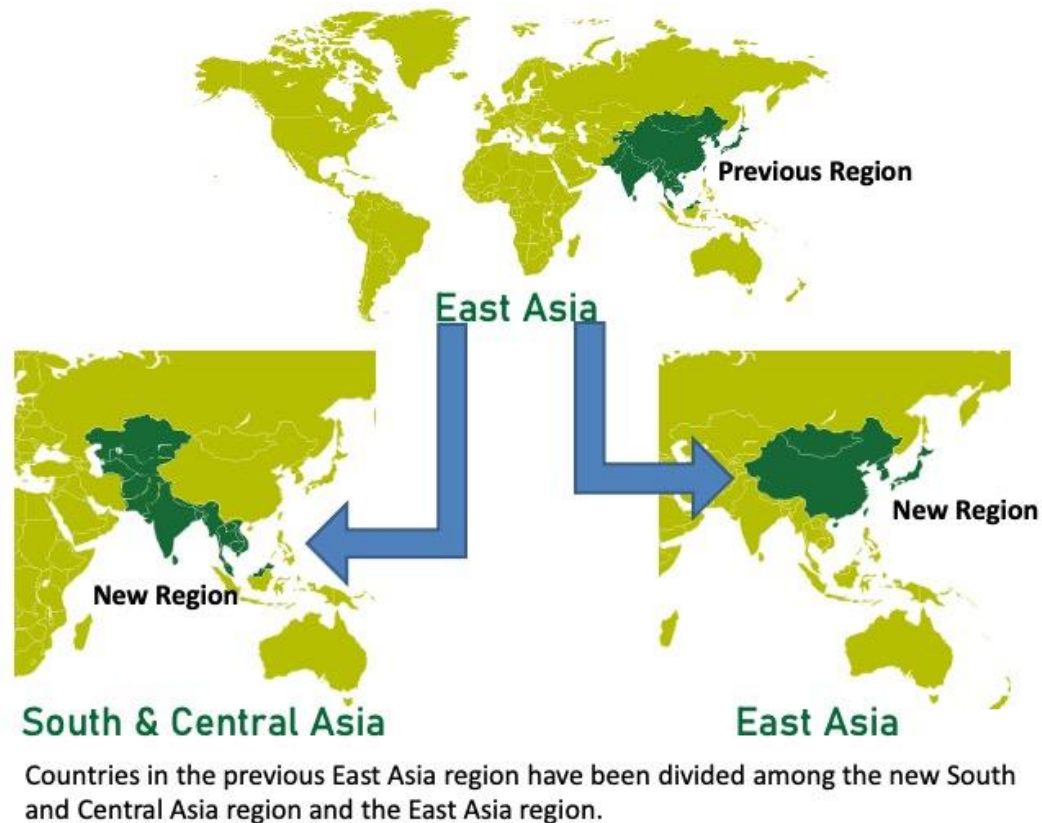 Previous Region
East Asia
New Region
New Region
South & Central Asia
East Asia
Countries in the previous East Asia region have been divided among the new South
and Central Asia region and the East Asia region.